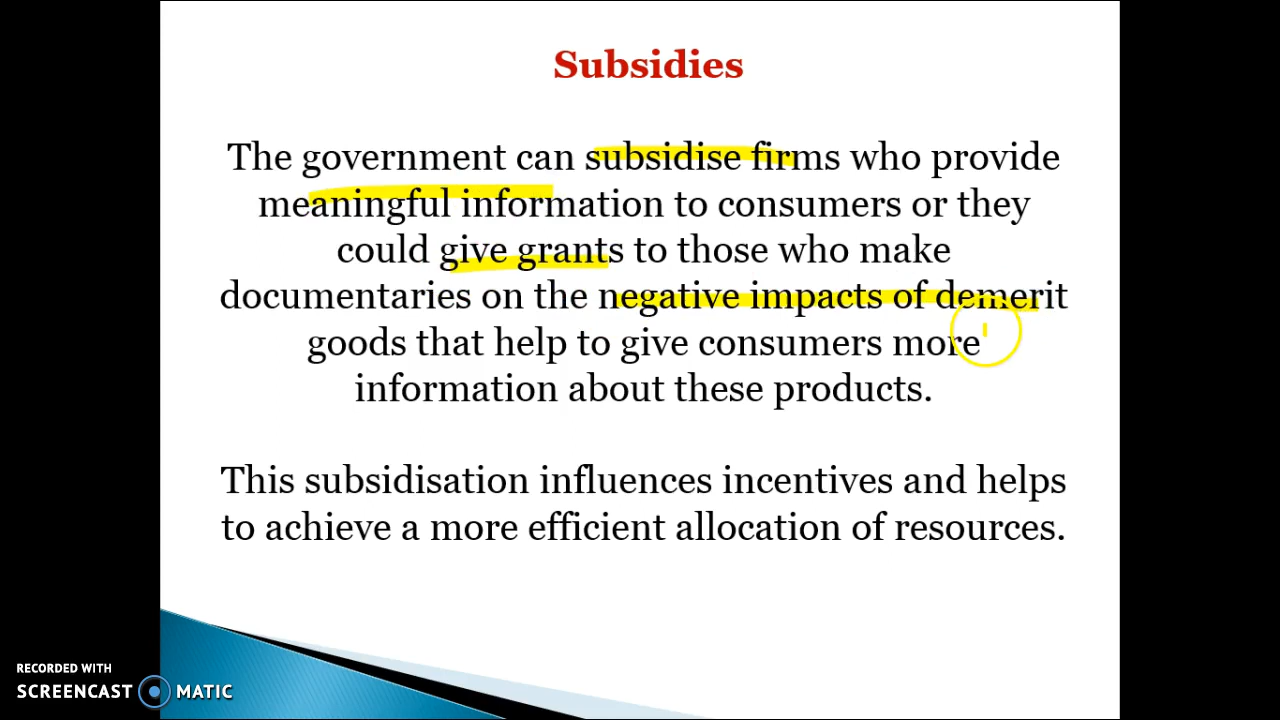 Subsidies
The government can subsidise firms who provide
meaningful information to consumers or they
could give grants to those who make
documentaries on the negative impacts of demerit
goods that help to give consumers more
information about these products.
This subsidisation influences incentives and helps
to achieve a more efficient allocation of resources.
RECORDED WITH
SCREENCAST MATIC